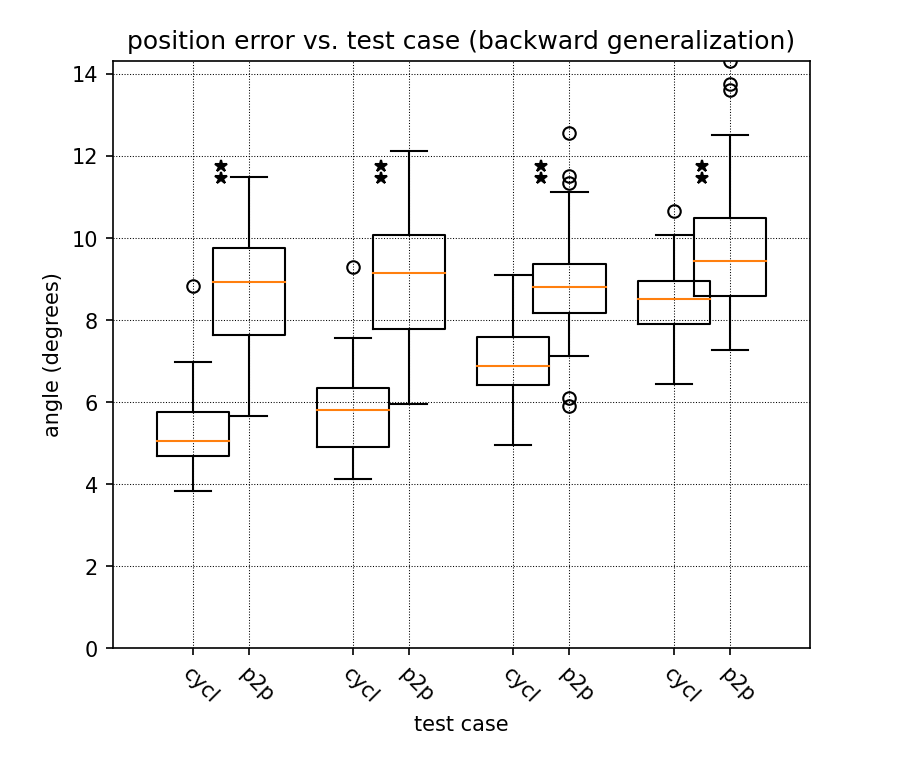 position error vs. test case (backward generalization)
14
12
10
8
6
4
2
0
angle (degrees)
cycl p2p cycl p2p cycl p2p cycl p2p
test case